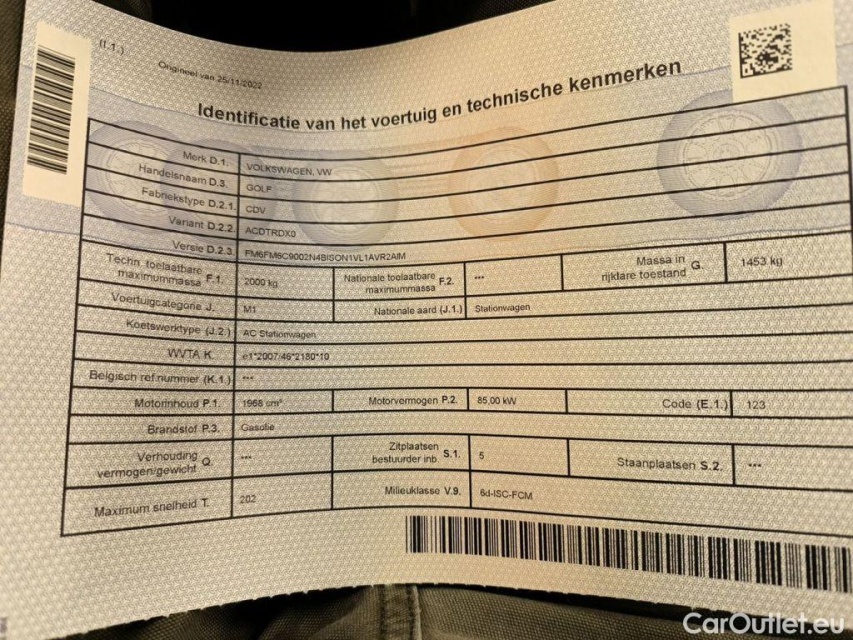 (I.1.)
Origineel van 25/11/2022
Identificatie van het voertuig en technische kenmerken
Merk D.1. VOLKSWAGEN, VW
Handelsnaam D.3. GOLF
Fabriekstype D.2.1. CDV
Variant D.2.2. ACDTRDX0
Versie D.2.3. FM6FM6C9002N4BISON1VL1AVR2AIM
Techn. toelaatbare maximummassa F.1. 2000 kg Nationale toelaatbare maximummassa F.2. --- Massa in rijklare toestand G. 1453 kg
Voertuigcategorie J. M1 Nationale aard (J.1.) Stationwagen
Koetswerktype (J.2.) AC Stationwagen
WVTA K. e1*2007/46*2180*10
Belgisch ref.nummer (K.1.) ---
Motorinhoud P.1. 1968 cm³ Motorvermogen P.2. 85,00 kW Code (E.1.) 123
Brandstof P.3. Gasolie
Verhouding vermogen/gewicht Q. --- Zitplaatsen bestuurder inb. S.1. 5 Staanplaatsen S.2. ---
Maximum snelheid T. 202 Milieuklasse V.9. 6d-ISC-FCM
CarOutlet.eu